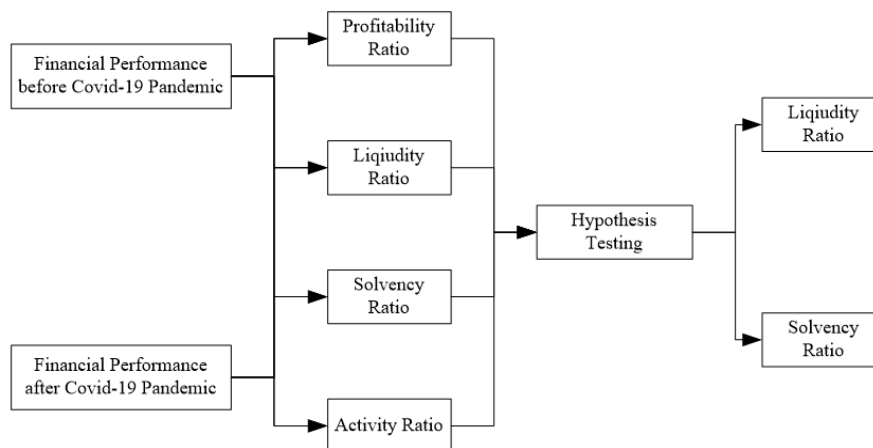 Financial Performance
before Covid-19 Pandemic
Financial Performance
after Covid-19 Pandemic
Profitability
Ratio
Liqiudity
Ratio
Solvency
Ratio
Activity Ratio
Hypothesis
Testing
Liqiudity
Ratio
Solvency
Ratio